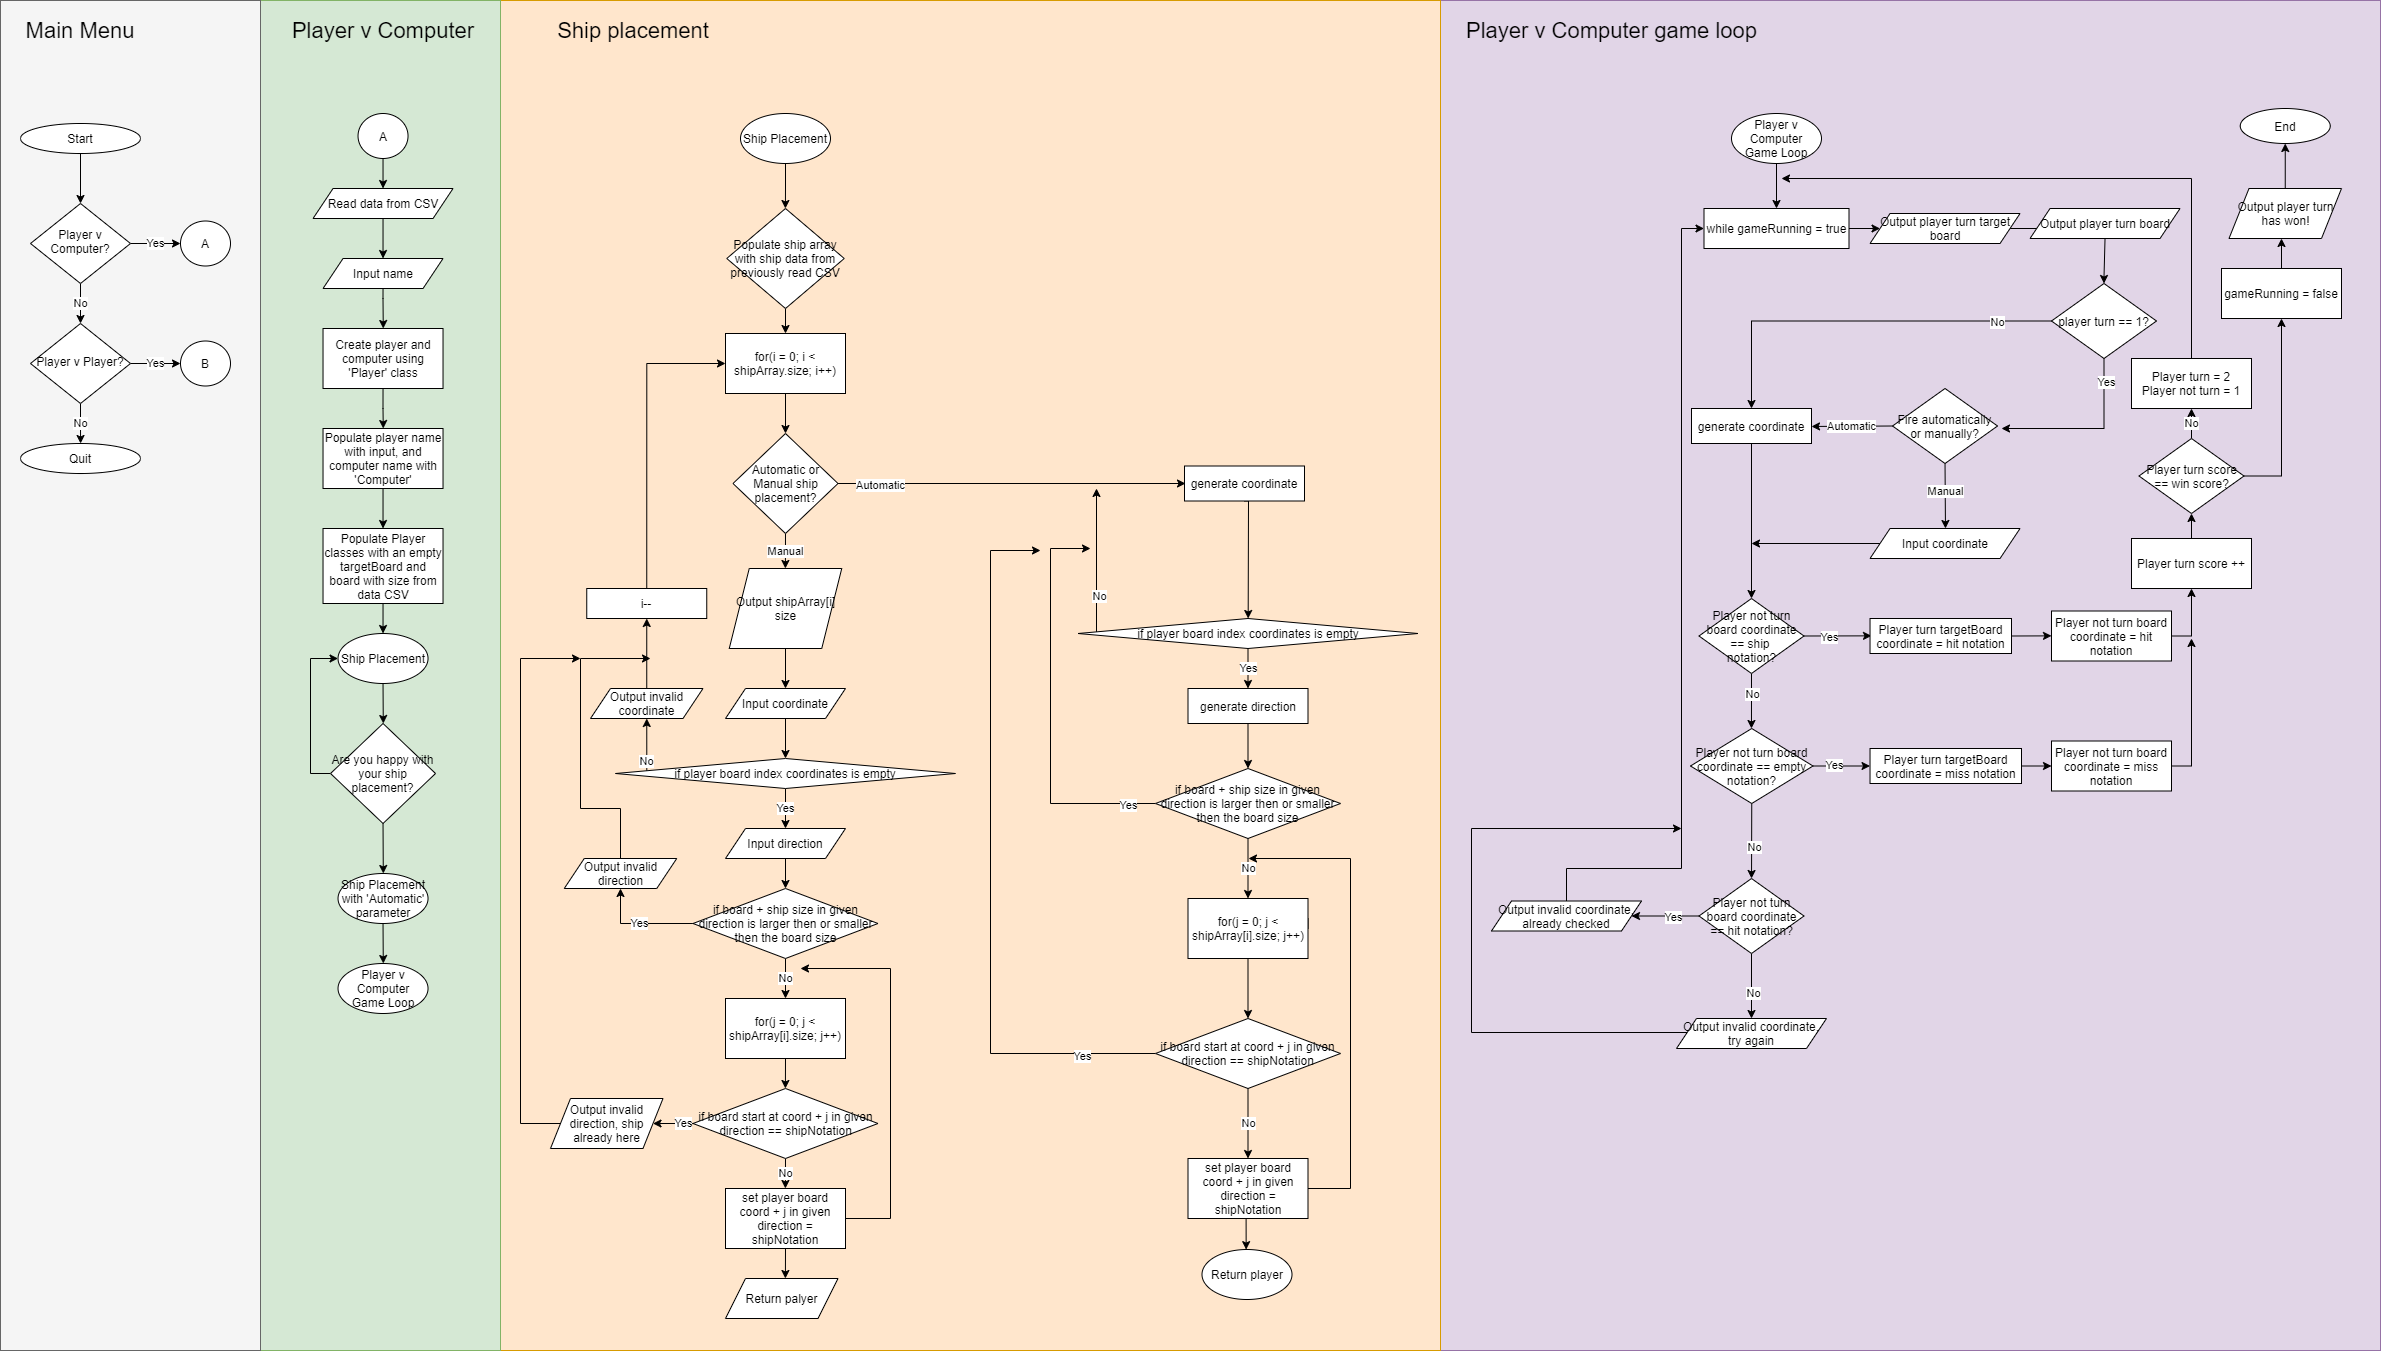 Main Menu
Start
Player v
Computer?
Yes
A
No
Player v Player?
Yes
B
No
Quit
Player v Computer
A
Read data from CSV
Input name
Create player and
computer using
'Player' class
Populate player name
with input, and
computer name with
'Computer'
Populate Player
classes with an empty
targetBoard and
board with size from
data CSV
Ship Placement
Are you happy with
your ship
placement?
Ship Placement
with 'Automatic'
parameter
Player v
Computer
Game Loop
Ship placement
Ship Placement
Populate ship array
with ship data from
previously read CSV
for(i = 0; i <
shipArray.size; i++)
Automatic or
Manual ship
placement?
Automatic
Manual
i--
Output shipArray[i]
size
Output invalid
coordinate
Input coordinate
No
if player board index coordinates is empty
Yes
Input direction
Output invalid
direction
if board + ship size in given
direction is larger then or smaller
then the board size
Yes
No
for(j = 0; j <
shipArray[i].size; j++)
Output invalid
direction, ship
already here
Yes
if board start at coord + j in given
direction == shipNotation
No
set player board
coord + j in given
direction =
shipNotation
Return palyer
generate coordinate
No
if player board index coordinates is empty
Yes
generate direction
if board + ship size in given
direction is larger then or smaller
then the board size
Yes
No
for(j = 0; j <
shipArray[i].size; j++)
if board start at coord + j in given
direction == shipNotation
Yes
No
set player board
coord + j in given
direction =
shipNotation
Return player
Player v Computer game loop
Player v
Computer
Game Loop
while gameRunning = true
Output player turn target
board
Output player turn board
player turn == 1?
No
Yes
generate coordinate
Automatic
Fire automatically
or manually?
Manual
Input coordinate
Player not turn
board coordinate
== ship
notation?
Yes
Player turn targetBoard
coordinate = hit notation
Player not turn board
coordinate = hit
notation
No
Player not turn board
coordinate == empty
notation?
Yes
Player turn targetBoard
coordinate = miss notation
Player not turn board
coordinate = miss
notation
No
Player not turn
board coordinate
== hit notation?
Yes
Output invalid coordinate,
already checked
No
Output invalid coordinate,
try again
Player turn score ++
Player turn score
== win score?
No
Player turn = 2
Player not turn = 1
gameRunning = false
Output player turn
has won!
End